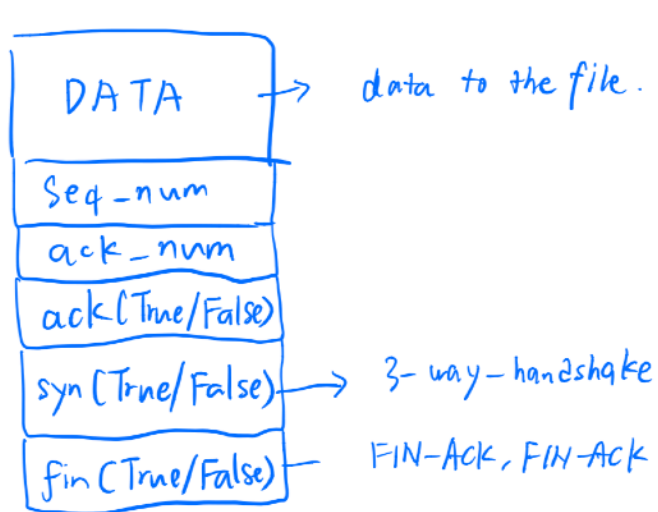 DATA → data to the file.
Seq_num
ack_num
ack(True/False)
syn(True/False) → 3-way-handshake
fin(True/False) — FIN-ACK, FIN-ACK